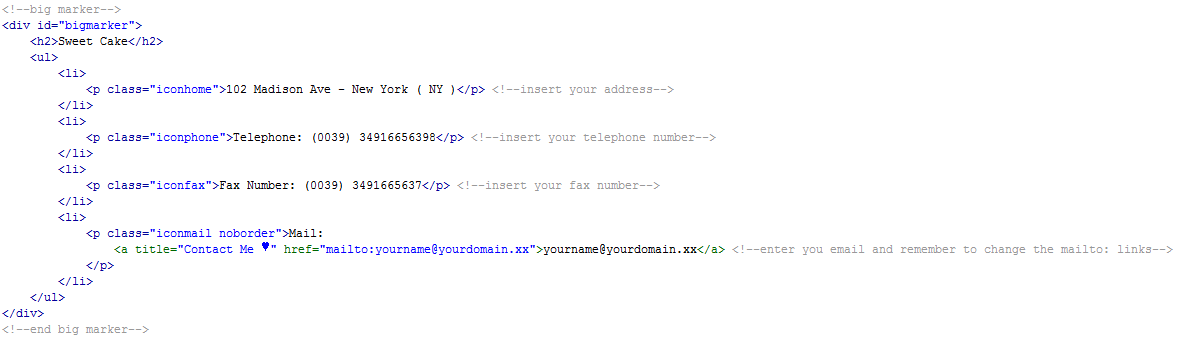 <!--big marker-->
<div id="bigmarker">
    <h2>Sweet Cake</h2>
    <ul>
        <li>
            <p class="iconhome">102 Madison Ave - New York ( NY )</p> <!--insert your address-->
        </li>
        <li>
            <p class="iconphone">Telephone: (0039) 34916656398</p> <!--insert your telephone number-->
        </li>
        <li>
            <p class="iconfax">Fax Number: (0039) 3491665637</p> <!--insert your fax number-->
        </li>
        <li>
            <p class="iconmail noborder">Mail:
                <a title="Contact Me ♥" href="mailto:yourname@yourdomain.xx">yourname@yourdomain.xx</a> <!--enter you email and remember to change the mailto: links-->
            </p>
        </li>
    </ul>
</div>
<!--end big marker-->